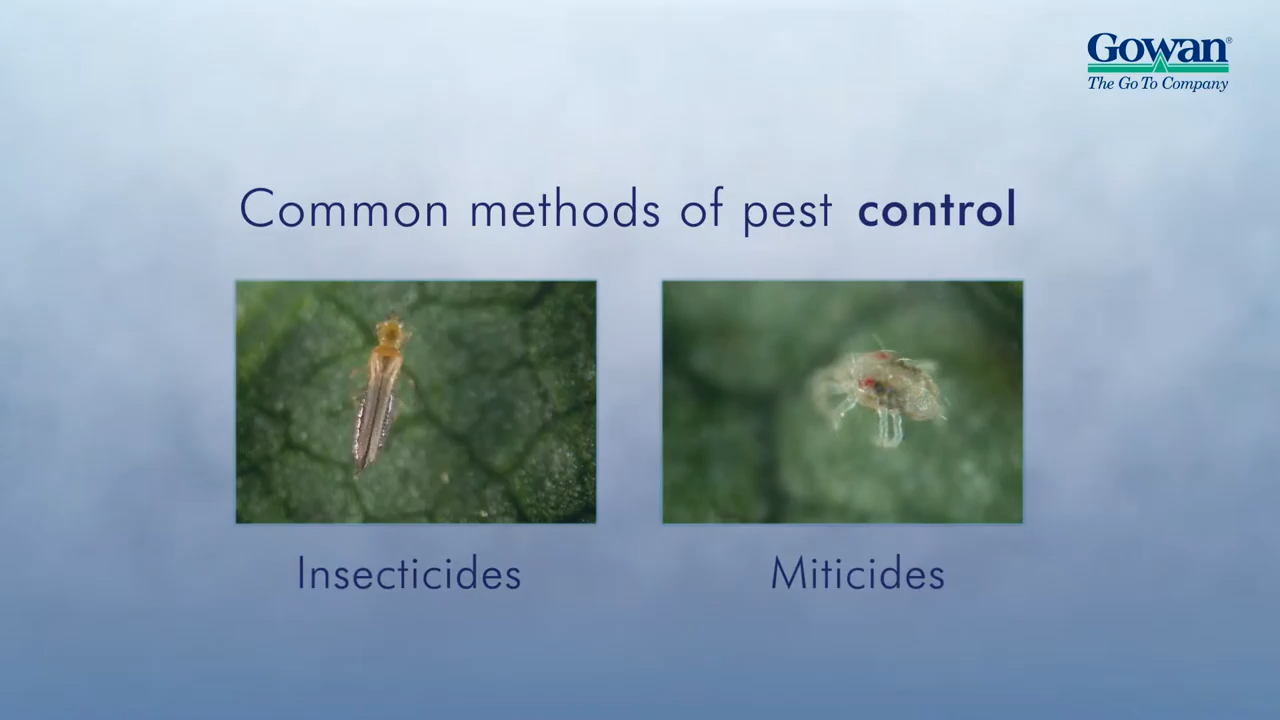 Gowan®
The Go To Company
Common methods of pest control
Insecticides
Miticides